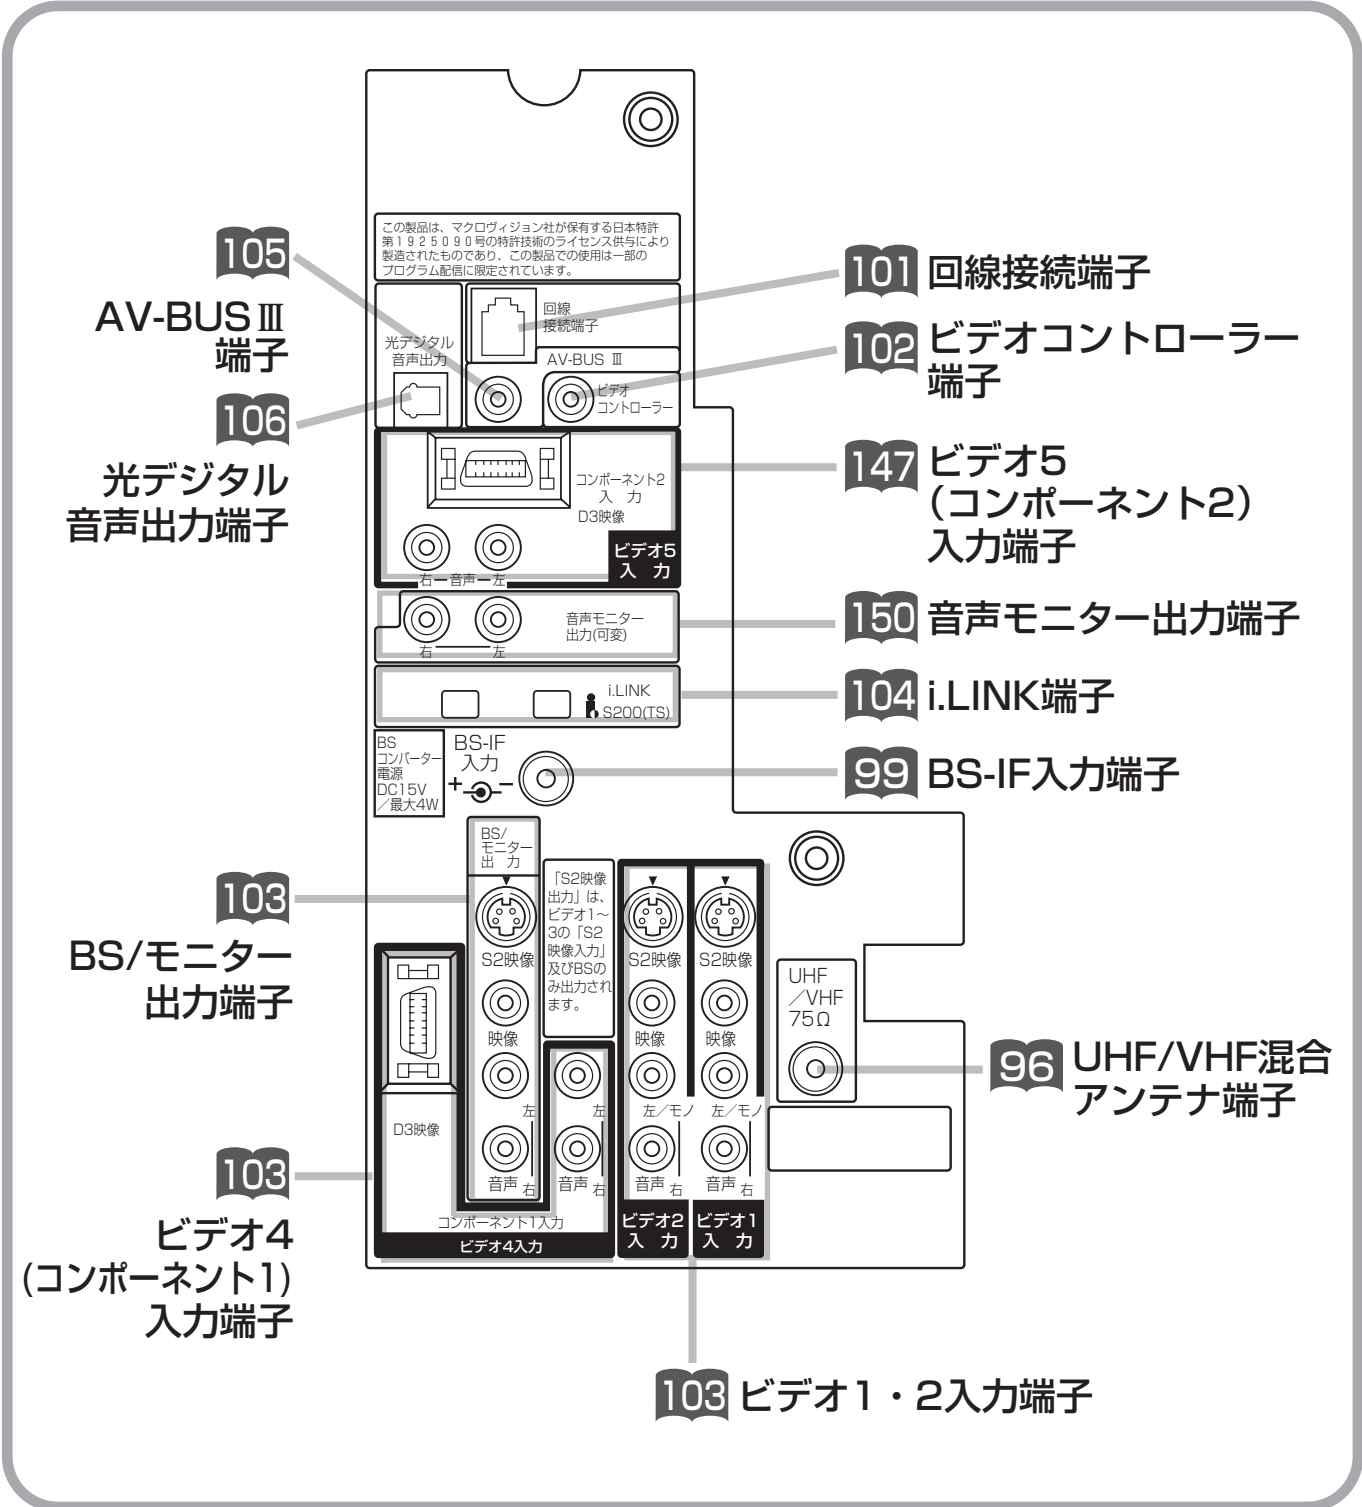 この製品は、マクロヴィジョン社が保有する日本特許
第1925090号の特許技術のライセンス供与により
製造されたものであり、この製品での使用は一部の
プログラム配信に限定されています。
105
AV-BUS Ⅲ
端子
106
光デジタル
音声出力端子
101 回線接続端子
102 ビデオコントローラー
端子
147 ビデオ5
(コンポーネント2)
入力端子
150 音声モニター出力端子
104 i.LINK端子
99 BS-IF入力端子
回線
接続端子
光デジタル
音声出力
AV-BUS Ⅲ
ビデオ
コントローラー
コンポーネント2
入 力
D3映像
ビデオ5
入 力
右 音声 左
音声モニター
出力(可変)
右 左
i.LINK
S200(TS)
BS
コンバーター
電源
DC15V
/最大4W
BS-IF
入力
+ -
103
BS/モニター
出力端子
BS/
モニター
出 力
「S2映像
出力」は、
ビデオ1~
3の「S2
映像入力」
及びBSの
み出力され
ます。
S2映像 S2映像 S2映像
映像 映像 映像
左 左 左/モノ 左/モノ
音声 右 音声 右 音声 右 音声 右
UHF
/VHF
75Ω
96 UHF/VHF混合
アンテナ端子
D3映像
コンポーネント1入力
ビデオ4入力
ビデオ2
入 力
ビデオ1
入 力
103
ビデオ4
(コンポーネント1)
入力端子
103 ビデオ1・2入力端子